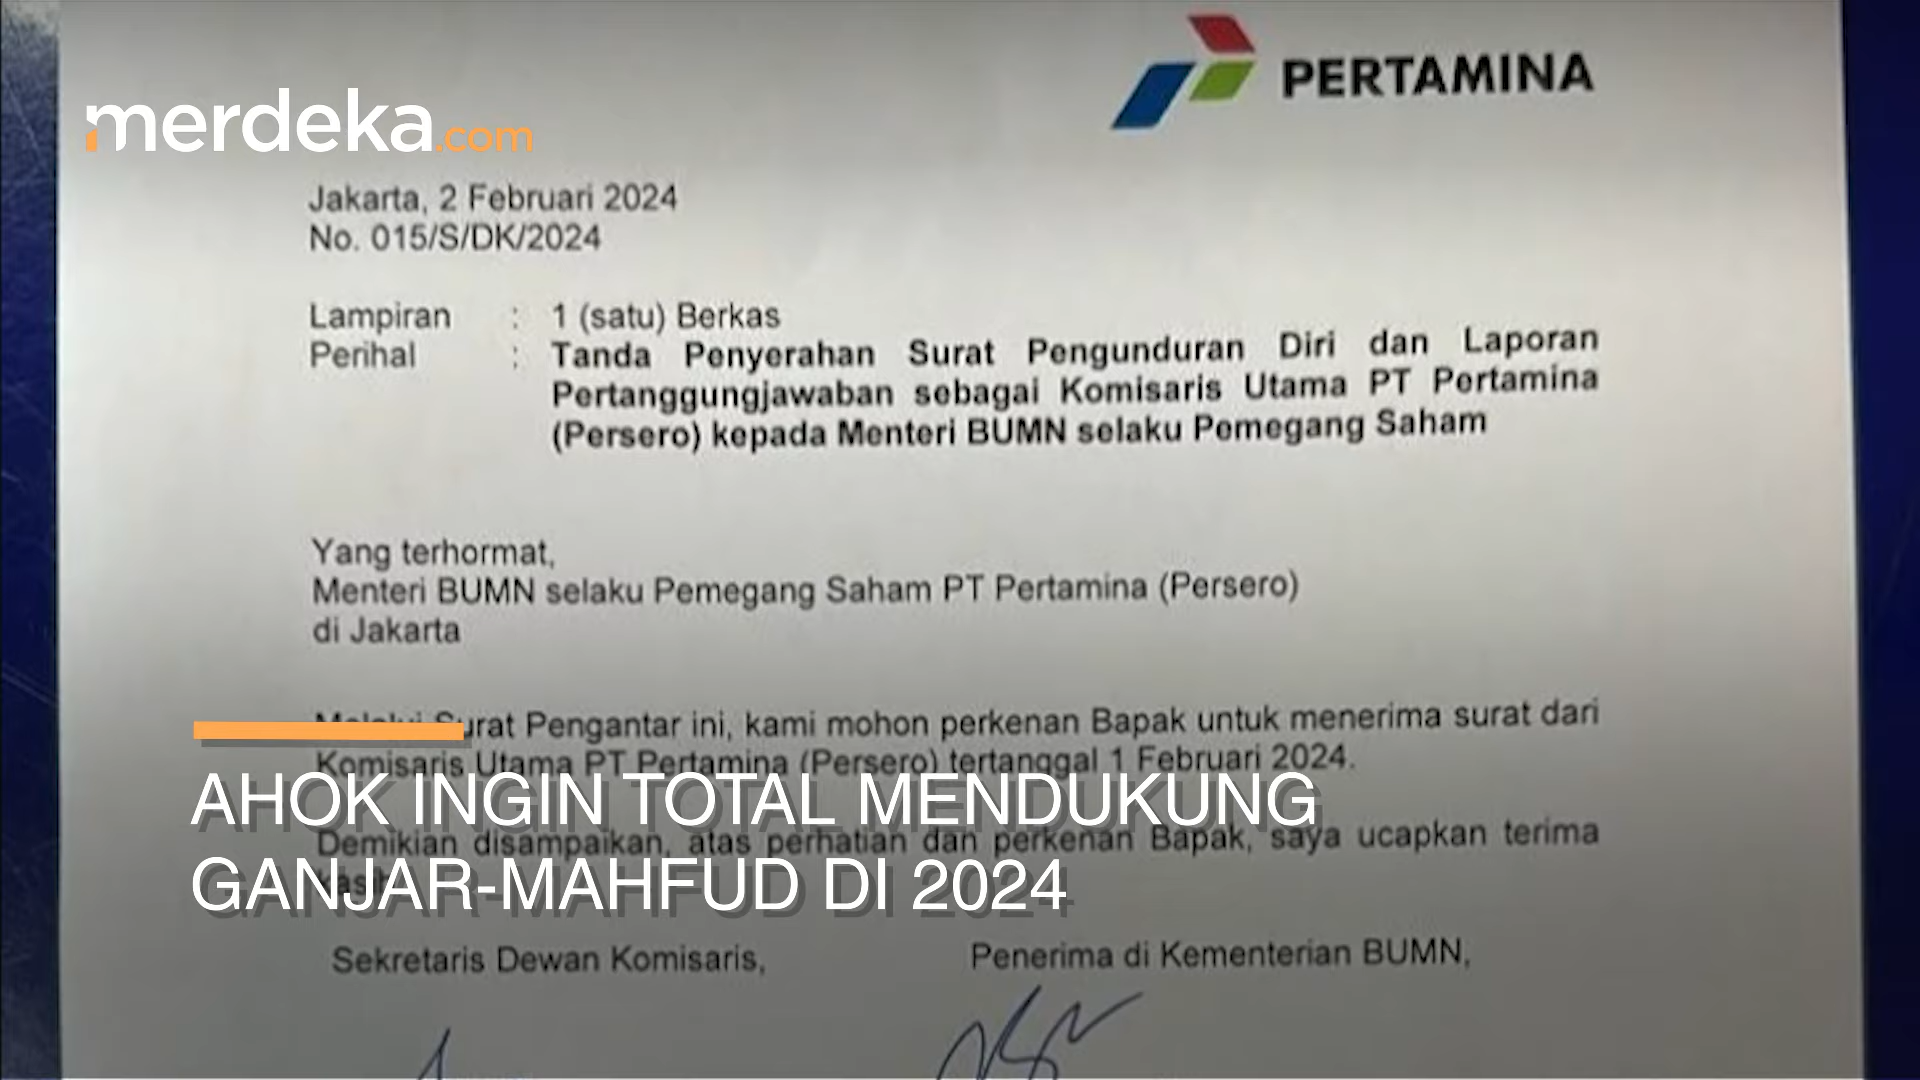 PERTAMINA
merdeka.com
Jakarta, 2 Februari 2024
No. 015/S/DK/2024
Lampiran : 1 (satu) Berkas
Perihal : Tanda Penyerahan Surat Pengunduran Diri dan Laporan
Pertanggungjawaban sebagai Komisaris Utama PT Pertamina
(Persero) kepada Menteri BUMN selaku Pemegang Saham
Yang terhormat,
Menteri BUMN selaku Pemegang Saham PT Pertamina (Persero)
di Jakarta
Melalui Surat Pengantar ini, kami mohon perkenan Bapak untuk menerima surat dari
Komisaris Utama PT Pertamina (Persero) tertanggal 1 Februari 2024.
AHOK INGIN TOTAL MENDUKUNG
Demikian disampaikan, atas perhatian dan perkenan Bapak, saya ucapkan terima
GANJAR-MAHFUD DI 2024
Sekretaris Dewan Komisaris,
Penerima di Kementerian BUMN,